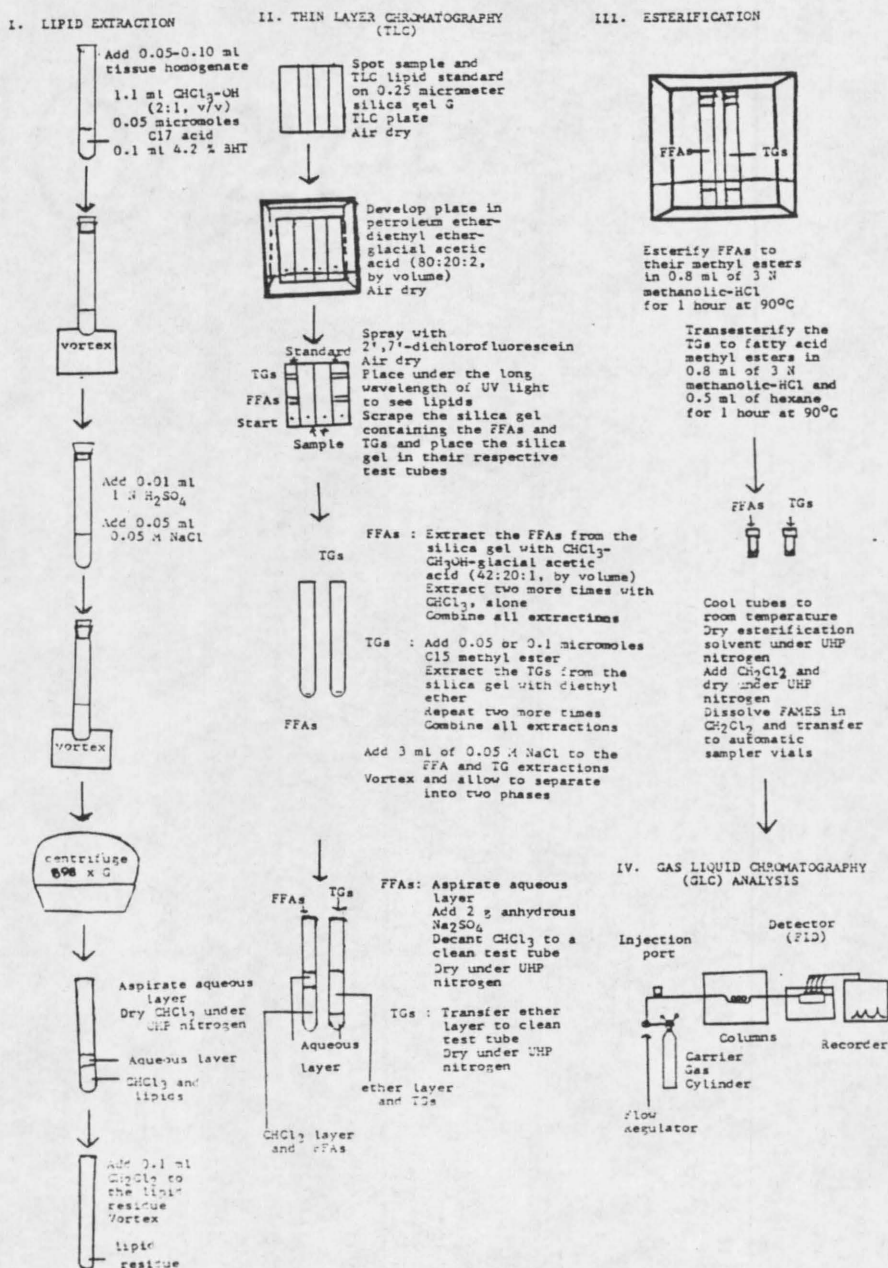 I. LIPID EXTRACTION
Add 0.05-0.10 ml
tissue homogenate
1.1 ml CHCl3-OH
(2:1, v/v)
0.05 micromoles
C17 acid
0.1 ml 4.2 % BHT
vortex
Add 0.01 ml
1 N H2SO4
Add 0.05 ml
0.05 M NaCl
vortex
centrifuge
898 x G
Aspirate aqueous
layer
Dry CHCl3 under
UHP nitrogen
Aqueous layer
CHCl3 and
lipids
Add 0.1 ml
CH2Cl2 to
the lipid
residue
Vortex
lipid
residue
II. THIN LAYER CHROMATOGRAPHY
(TLC)
Spot sample and
TLC lipid standard
on 0.25 micrometer
silica gel G
TLC plate
Air dry
Develop plate in
petroleum ether-
diethyl ether-
glacial acetic
acid (80:20:2,
by volume)
Air dry
Spray with
2',7'-dichlorofluorescein
Air dry
Place under the long
wavelength of UV light
to see lipids
Scrape the silica gel
containing the FFAs and
TGs and place the silica
gel in their respective
test tubes
Standard
TGs
FFAs
Start
Sample
TGs
FFAs
FFAs : Extract the FFAs from the
silica gel with CHCl3-
CH3OH-glacial acetic
acid (42:20:1, by volume)
Extract two more times with
CHCl3, alone
Combine all extractions
TGs : Add 0.05 or 0.1 micromoles
C15 methyl ester
Extract the TGs from the
silica gel with diethyl
ether
Repeat two more times
Combine all extractions
Add 3 ml of 0.05 M NaCl to the
FFA and TG extractions
Vortex and allow to separate
into two phases
FFAs
TGs
Aqueous
layer
ether layer
and TGs
CHCl3 layer
and FFAs
FFAs: Aspirate aqueous
layer
Add 2 g anhydrous
Na2SO4
Decant CHCl3 to a
clean test tube
Dry under UHP
nitrogen
TGs : Transfer ether
layer to clean
test tube
Dry under UHP
nitrogen
III. ESTERIFICATION
FFAs
TGs
Esterify FFAs to
their methyl esters
in 0.8 ml of 3 N
methanolic-HCl
for 1 hour at 90°C
Transesterify the
TGs to fatty acid
methyl esters in
0.8 ml of 3 N
methanolic-HCl and
0.5 ml of hexane
for 1 hour at 90°C
FFAs TGs
Cool tubes to
room temperature
Dry esterification
solvent under UHP
nitrogen
Add CH2Cl2 and
dry under UHP
nitrogen
Dissolve FAMES in
CH2Cl2 and transfer
to automatic
sampler vials
IV. GAS LIQUID CHROMATOGRAPHY
(GLC) ANALYSIS
Injection
port
Detector
(FID)
Columns
Recorder
Carrier
Gas
Cylinder
Flow
Regulator